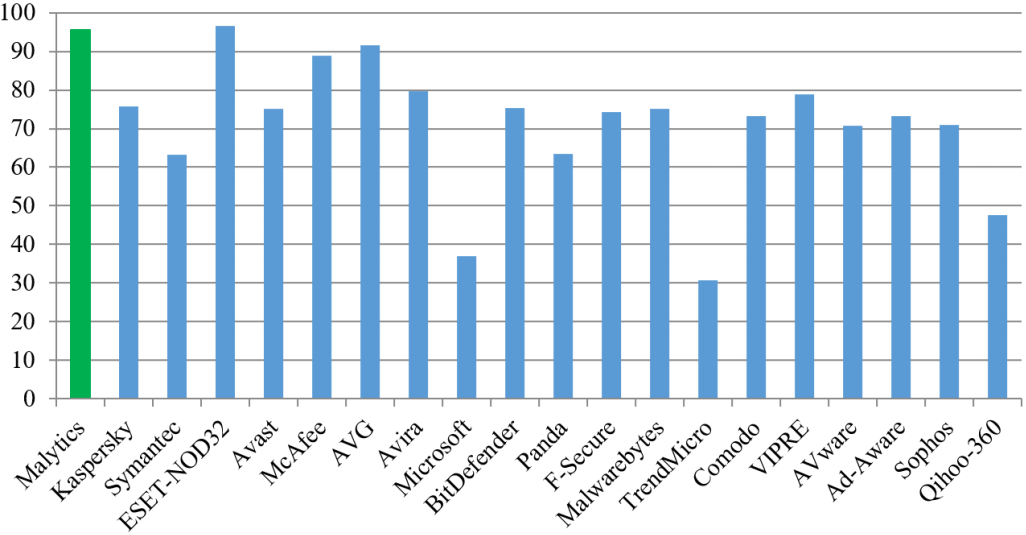 100
90
80
70
60
50
40
30
20
10
0
Malytics
Kaspersky
Symantec
ESET-NOD32
Avast
McAfee
AVG
Avira
Microsoft
BitDefender
Panda
F-Secure
Malwarebytes
TrendMicro
Comodo
VIPRE
AVware
Ad-Aware
Sophos
Qihoo-360